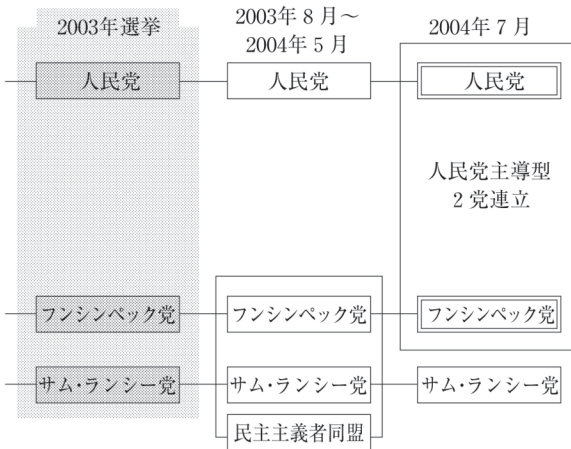 2003年選挙
2003年８月～
2004年５月
2004年７月
人民党
人民党
人民党
人民党主導型
２党連立
フンシンペック党
フンシンペック党
フンシンペック党
サム・ランシー党
サム・ランシー党
サム・ランシー党
民主主義者同盟